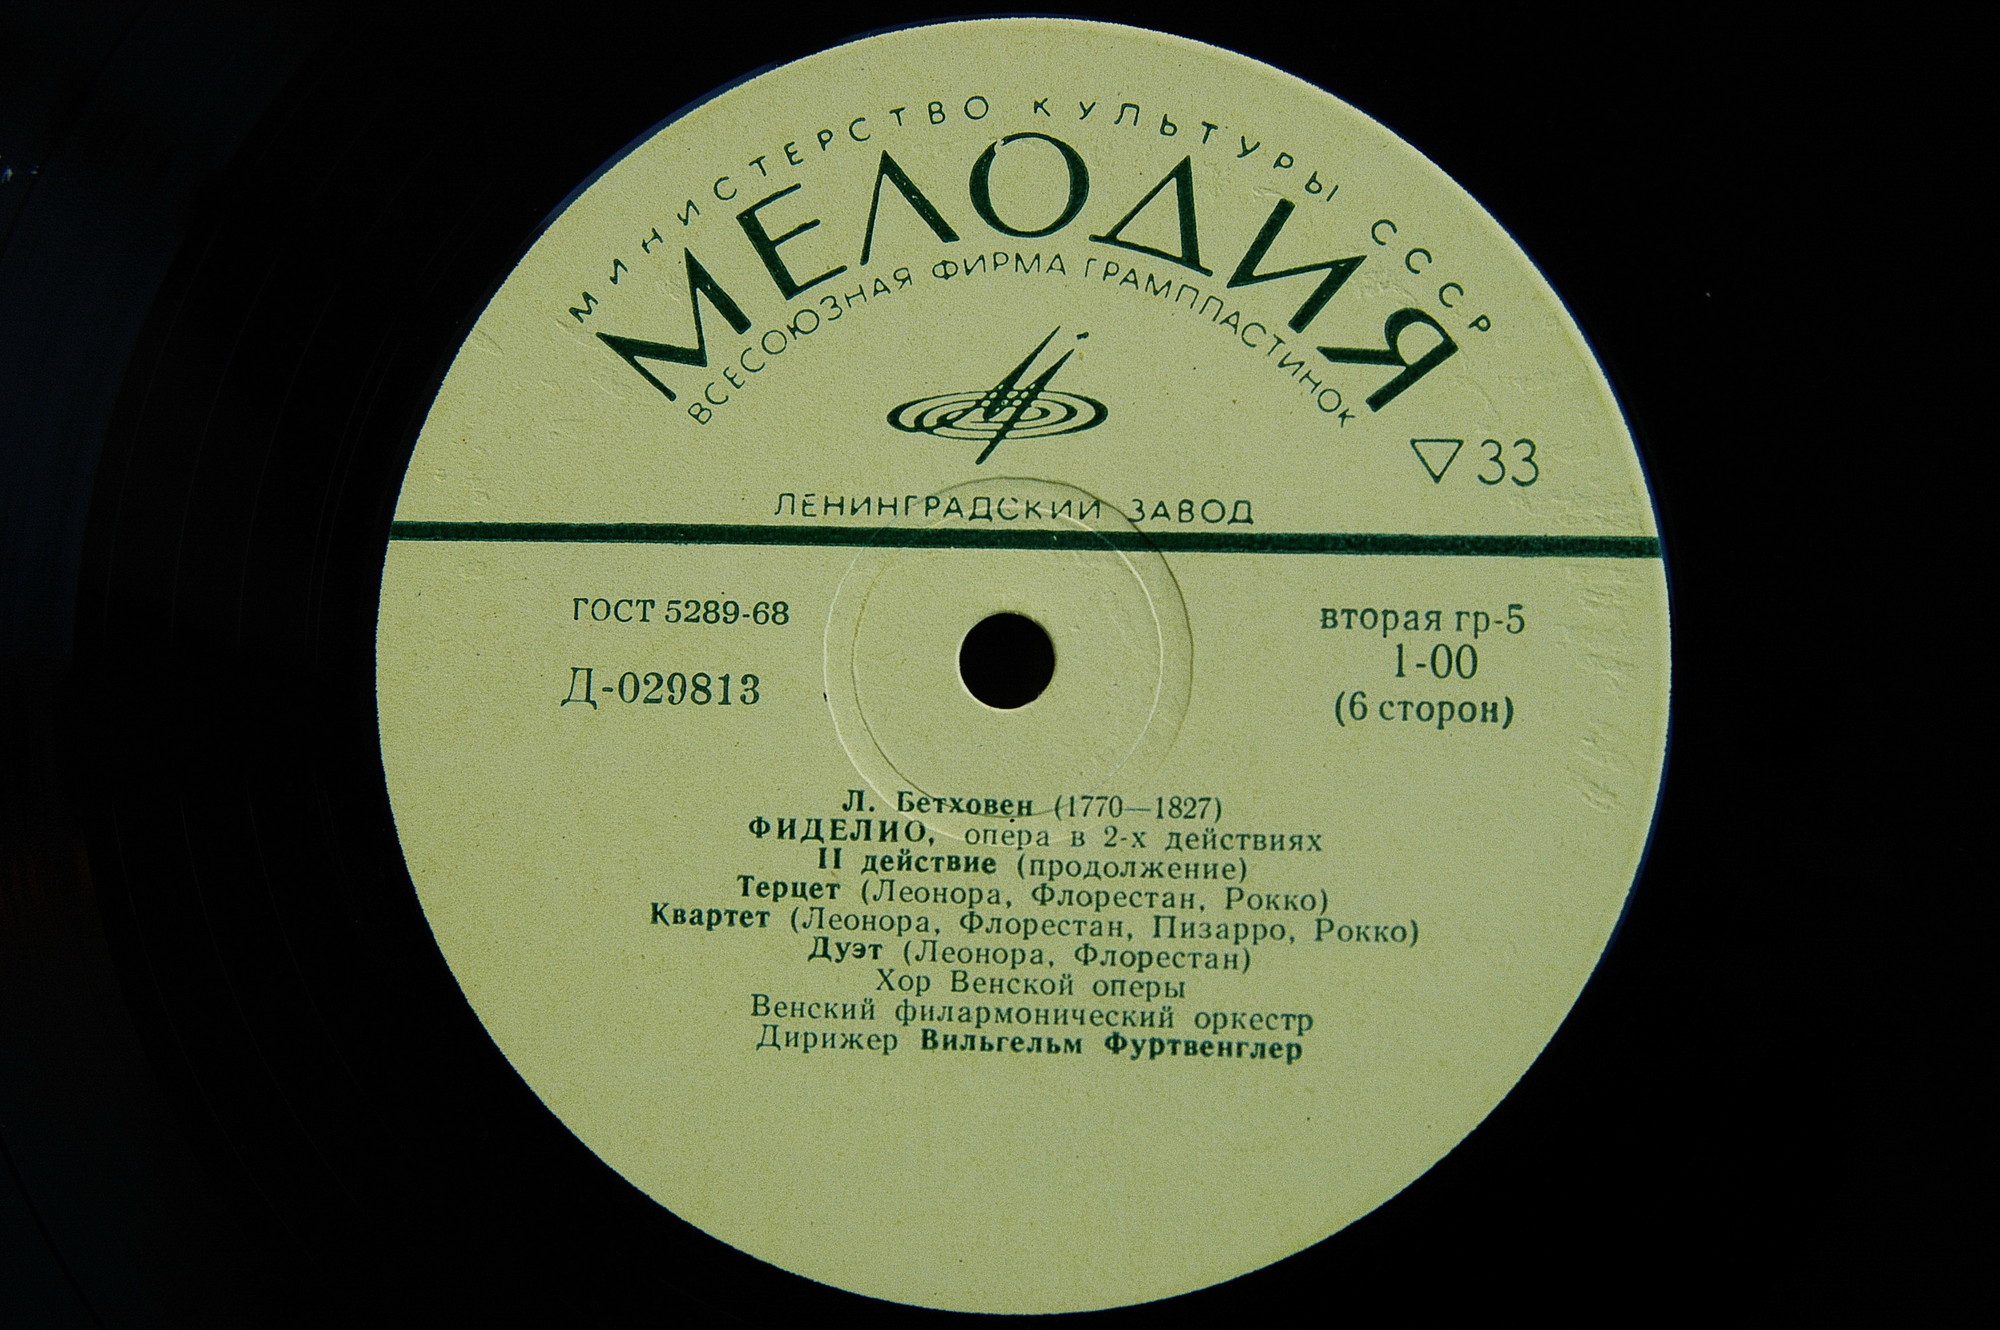 МИНИСТЕРСТВО КУЛЬТУРЫ СССР
МЕЛОДИЯ
ВСЕСОЮЗНАЯ ФИРМА ГРАМПЛАСТИНОК
33
ЛЕНИНГРАДСКИЙ ЗАВОД
ГОСТ 5289-68
Д-029813
вторая гр-5
1-00
(6 сторон)
Л. Бетховен (1770—1827)
ФИДЕЛИО, опера в 2-х действиях
II действие (продолжение)
Терцет (Леонора, Флорестан, Рокко)
Квартет (Леонора, Флорестан, Пизарро, Рокко)
Дуэт (Леонора, Флорестан)
Хор Венской оперы
Венский филармонический оркестр
Дирижер Вильгельм Фуртвенглер